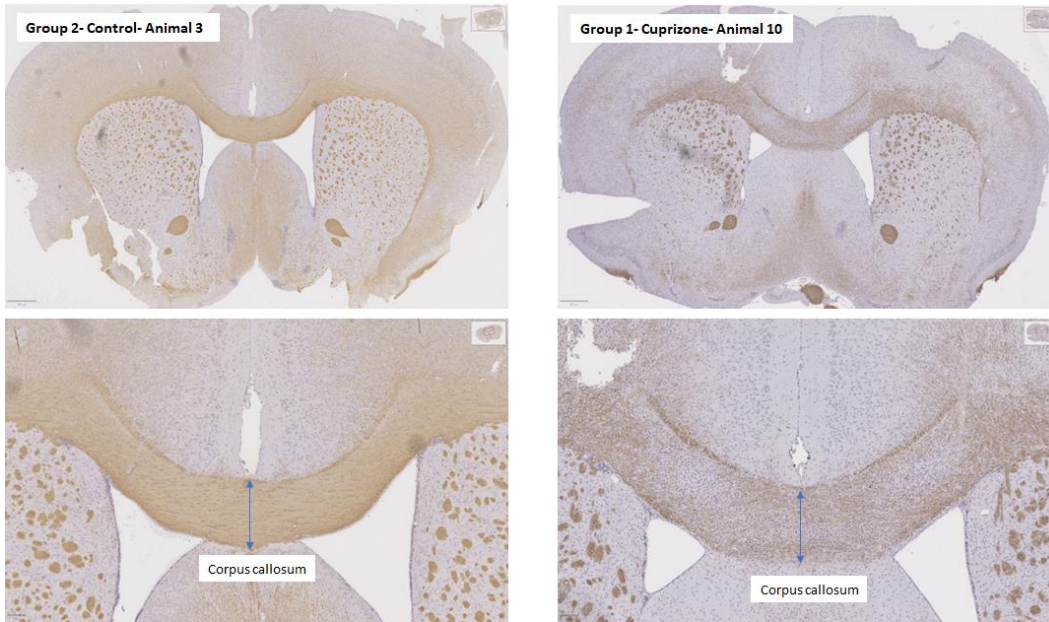 Group 2- Control- Animal 3
Group 1- Cuprizone- Animal 10
Corpus callosum
Corpus callosum